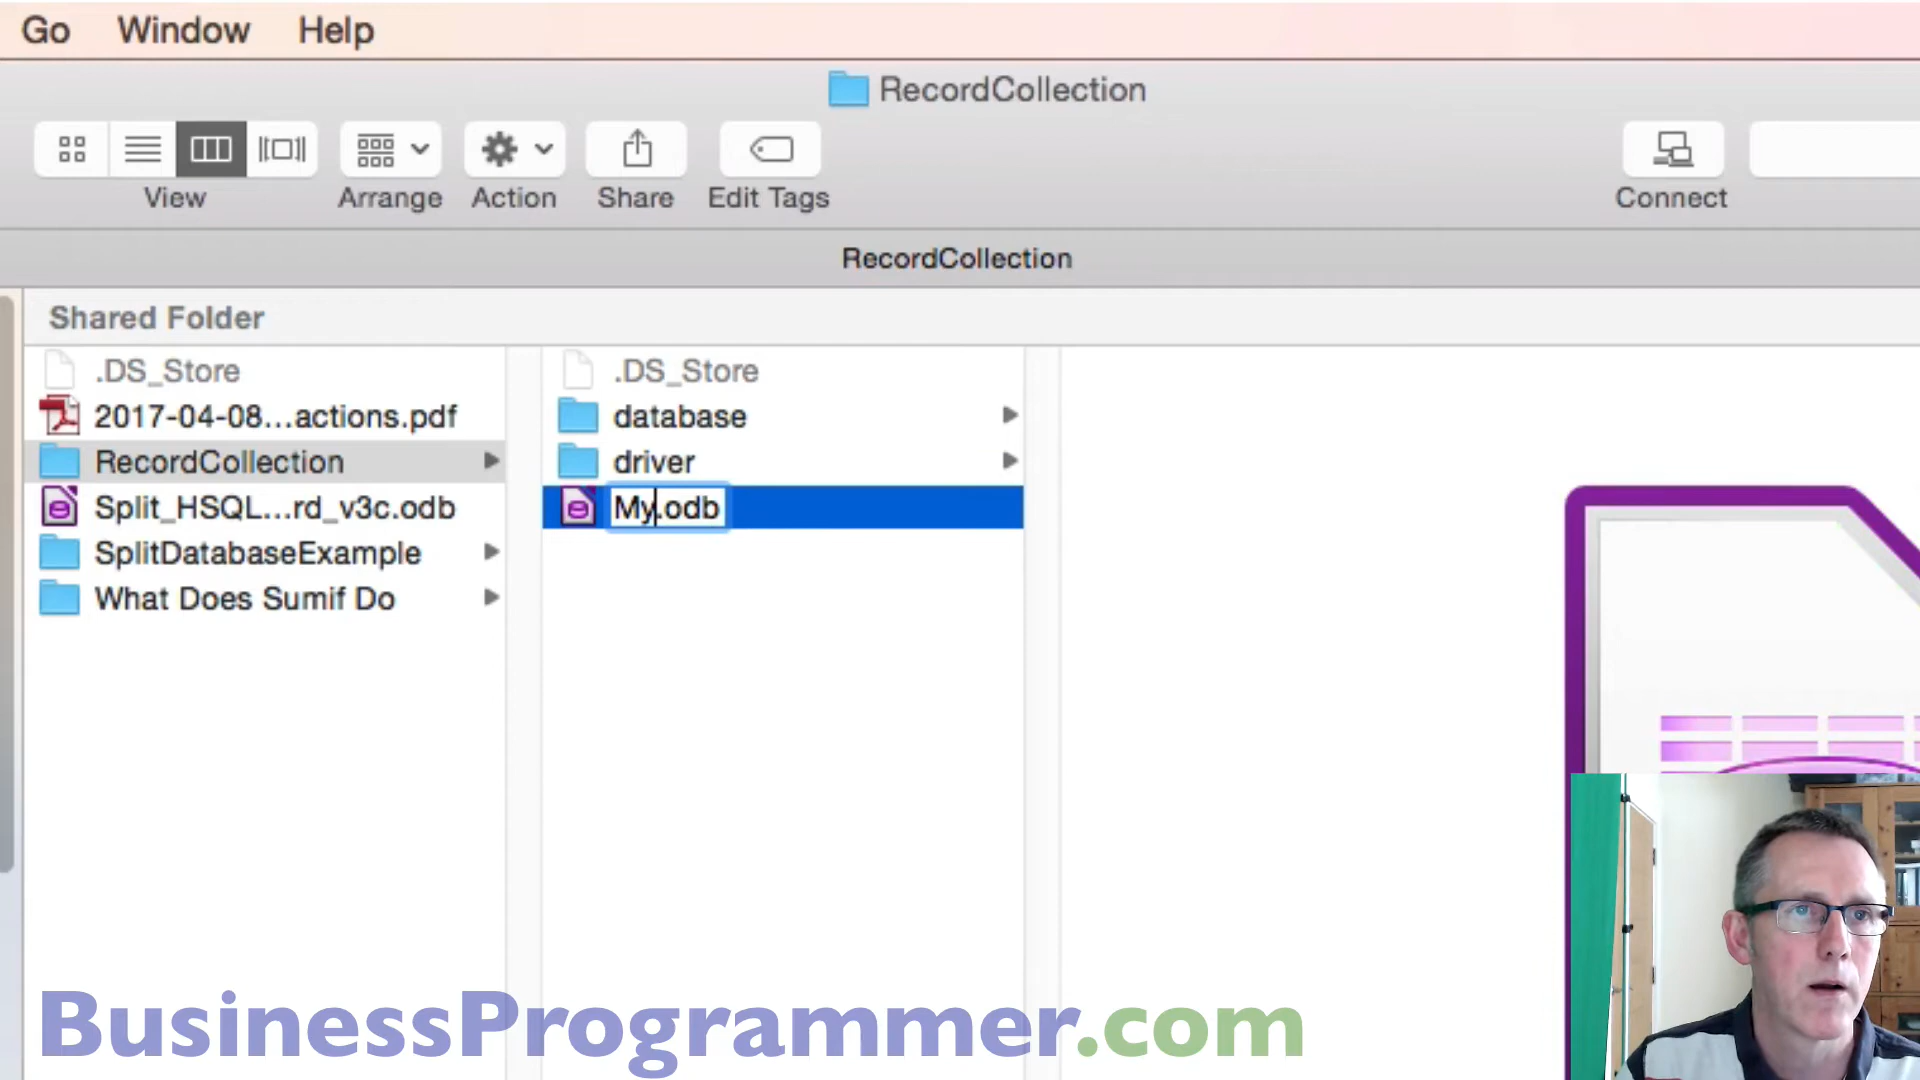 Go Window Help
RecordCollection
View Arrange Action Share Edit Tags Connect
RecordCollection
Shared Folder
.DS_Store
2017-04-08...actions.pdf
RecordCollection
Split_HSQL...rd_v3c.odb
SplitDatabaseExample
What Does Sumif Do
.DS_Store
database
driver
My.odb
BusinessProgrammer.com